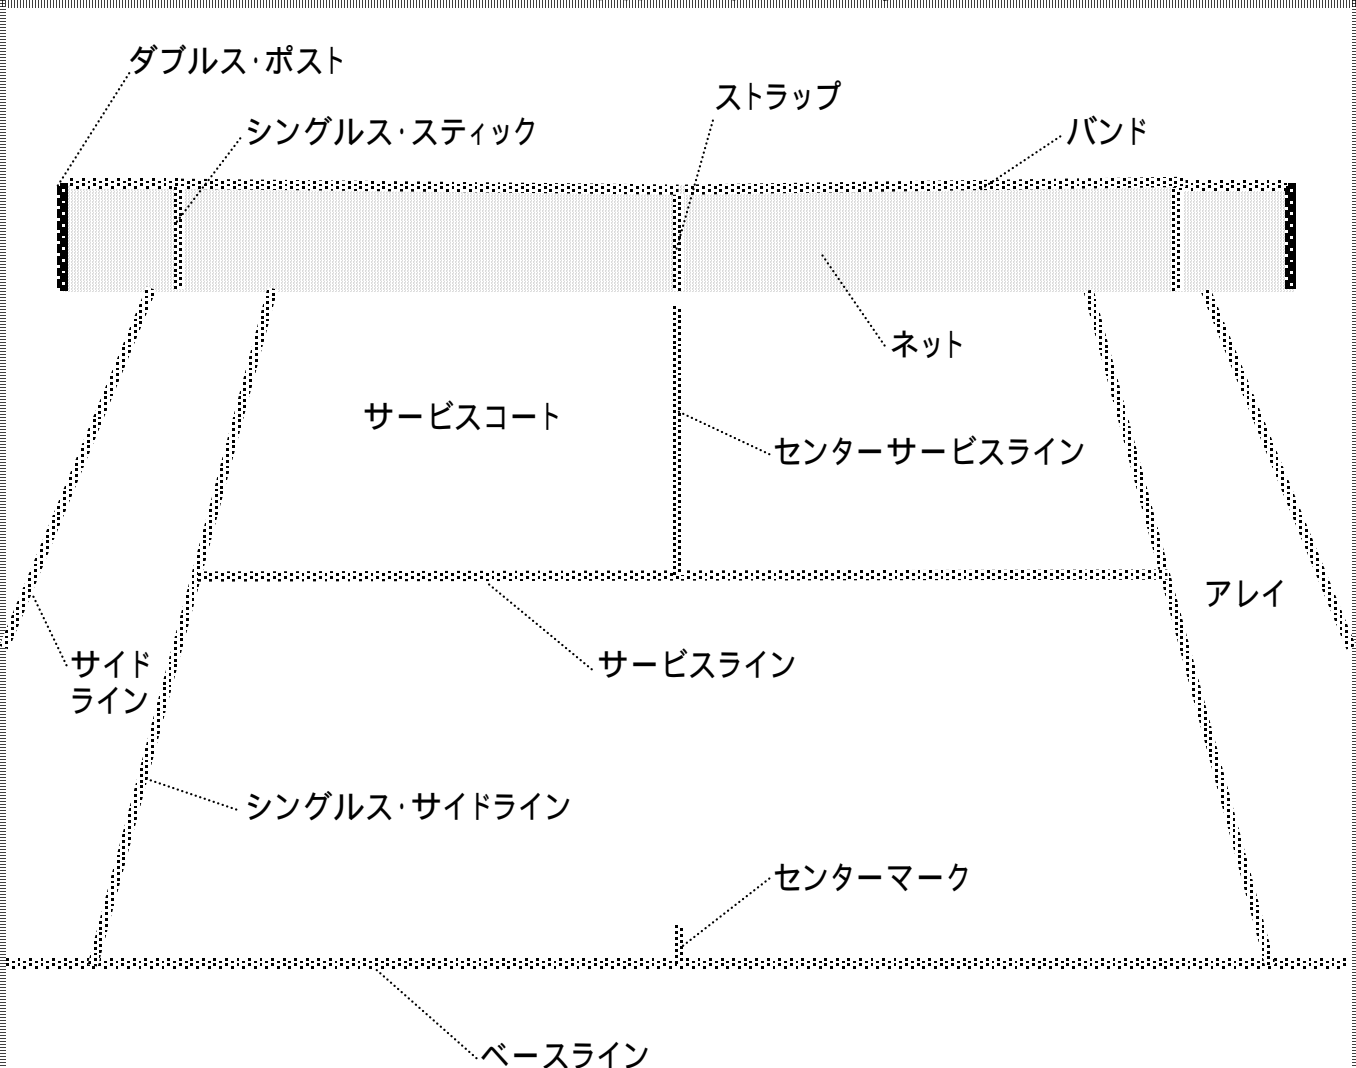 ダブルス・ポスト
ストラップ
シングルス・スティック
バンド
ネット
サービスコート
センターサービスライン
アレイ
サイド
ライン
サービスライン
シングルス・サイドライン
センターマーク
ベースライン